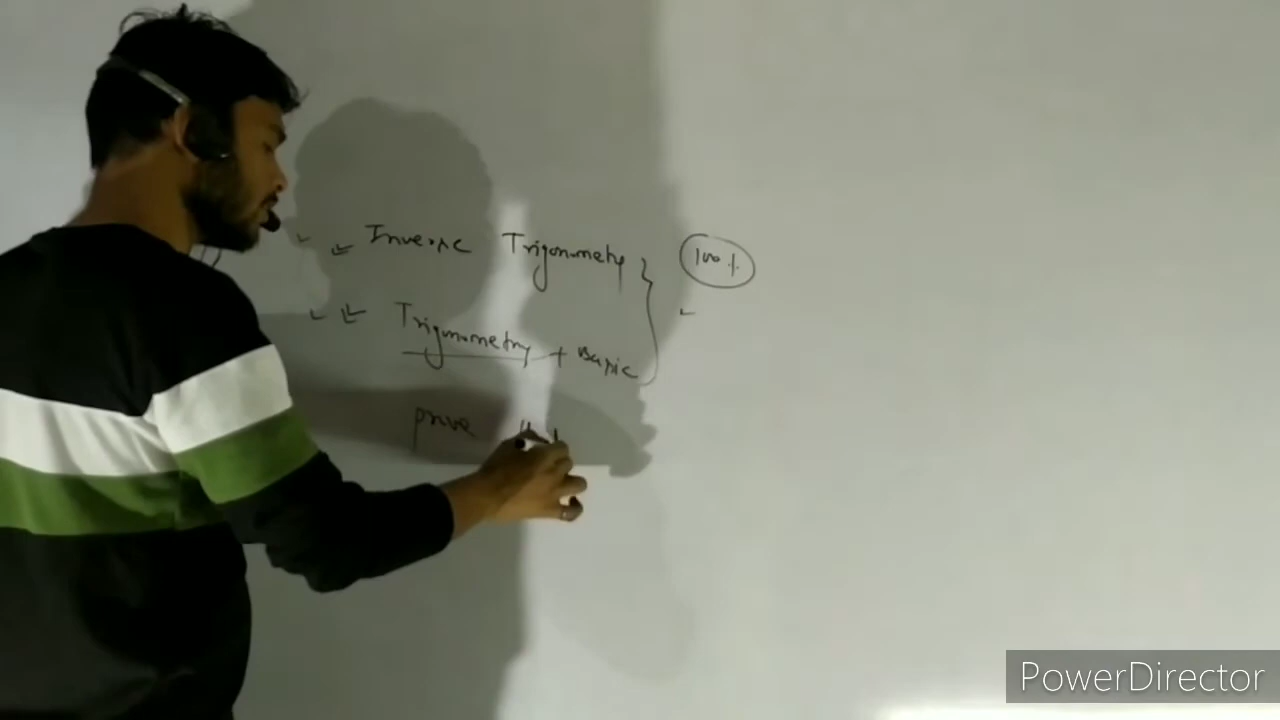 Inverse Trigonometry 100%
Trigonometry + Basic
prove
PowerDirector